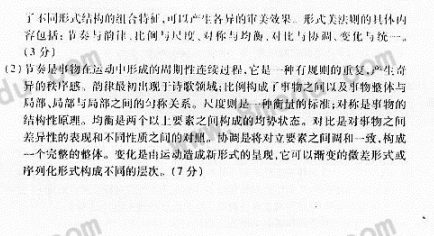 了不同形式结构的组合特征,可以产生各异的审美效果。形式美法则的具体内
容包括:节奏与韵律、比例与尺度、对称与均衡、对比与协调、变化与统一。
(3分)
(2)节奏是事物在运动中形成的周期性连续过程,它是一种有规则的重复,产生奇
异的秩序感。韵律最初出现于诗歌领域;比例构成了事物之间以及事物整体与
局部、局部与局部之间的匀称关系。尺度则是一种衡量的标准;对称是事物的
结构性原理。均衡是两个以上要素之间构成的均势状态。对比是对事物之间
差异性的表现和不同性质之间的对照。协调是将对立要素之间调和一致,构成
一个完整的整体。变化是由运动造成新形式的呈现,它可以渐变的微差形式或
序列化形式构成不同的层次。(7分)